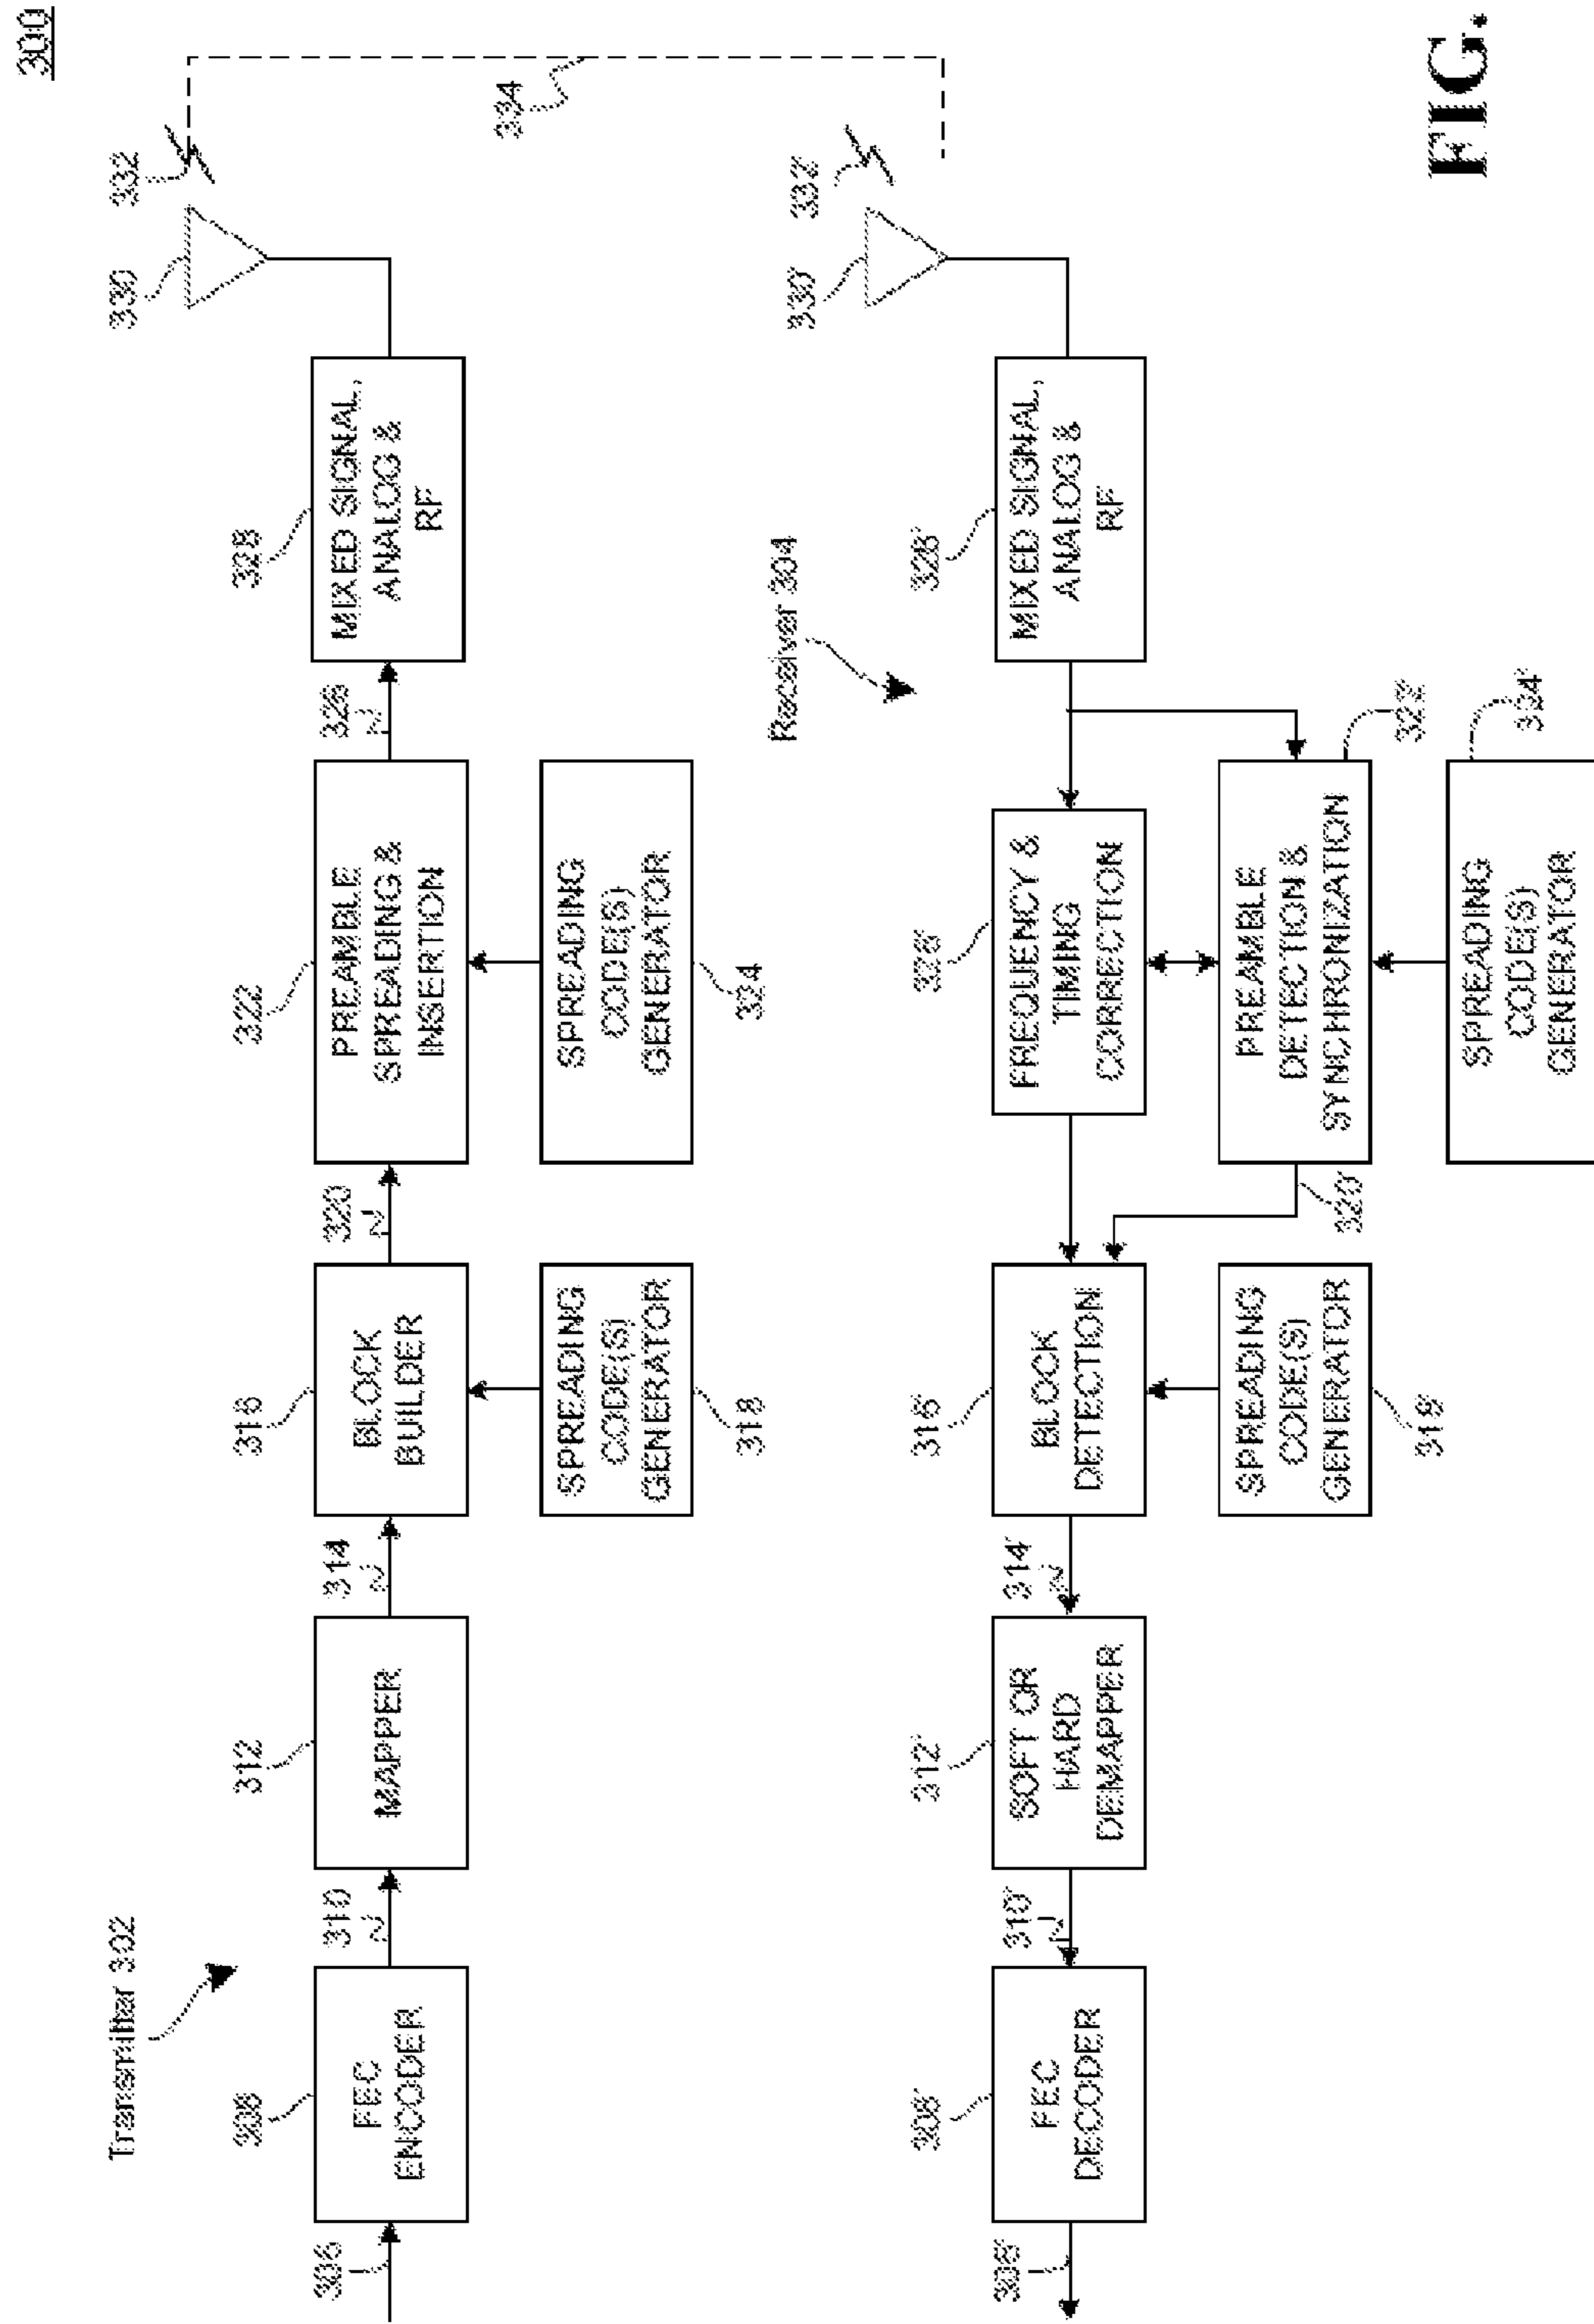 300
Transmitter 302
306
308
FEC
ENCODER
310
312
MAPPER
314
316
BLOCK
BUILDER
SPREADING
CODE(S)
GENERATOR
318
320
322
PREAMBLE
SPREADING &
INSERTION
SPREADING
CODE(S)
GENERATOR
324
326
328
MIXED SIGNAL,
ANALOG &
RF
330
332
334
Receiver 304
308'
FEC
DECODER
310'
312'
SOFT OR
HARD
DEMAPPER
314'
316'
BLOCK
DETECTION
SPREADING
CODE(S)
GENERATOR
318'
320'
326'
FREQUENCY &
TIMING
CORRECTION
PREAMBLE
DETECTION &
SYNCHRONIZATION
322'
SPREADING
CODE(S)
GENERATOR
324'
328'
MIXED SIGNAL,
ANALOG &
RF
330'
332'
FIG.